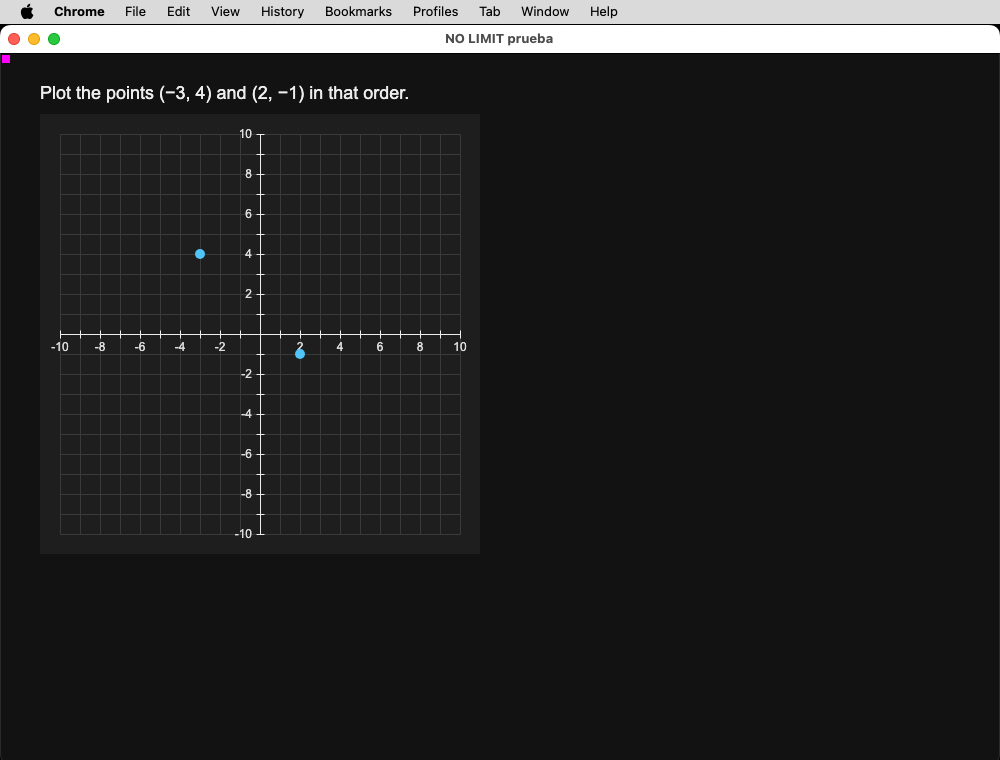 Chrome File Edit View History Bookmarks Profiles Tab Window Help
NO LIMIT prueba
Plot the points (−3, 4) and (2, −1) in that order.
10
8
6
4
2
-10 -8 -6 -4 -2 2 4 6 8 10
-2
-4
-6
-8
-10